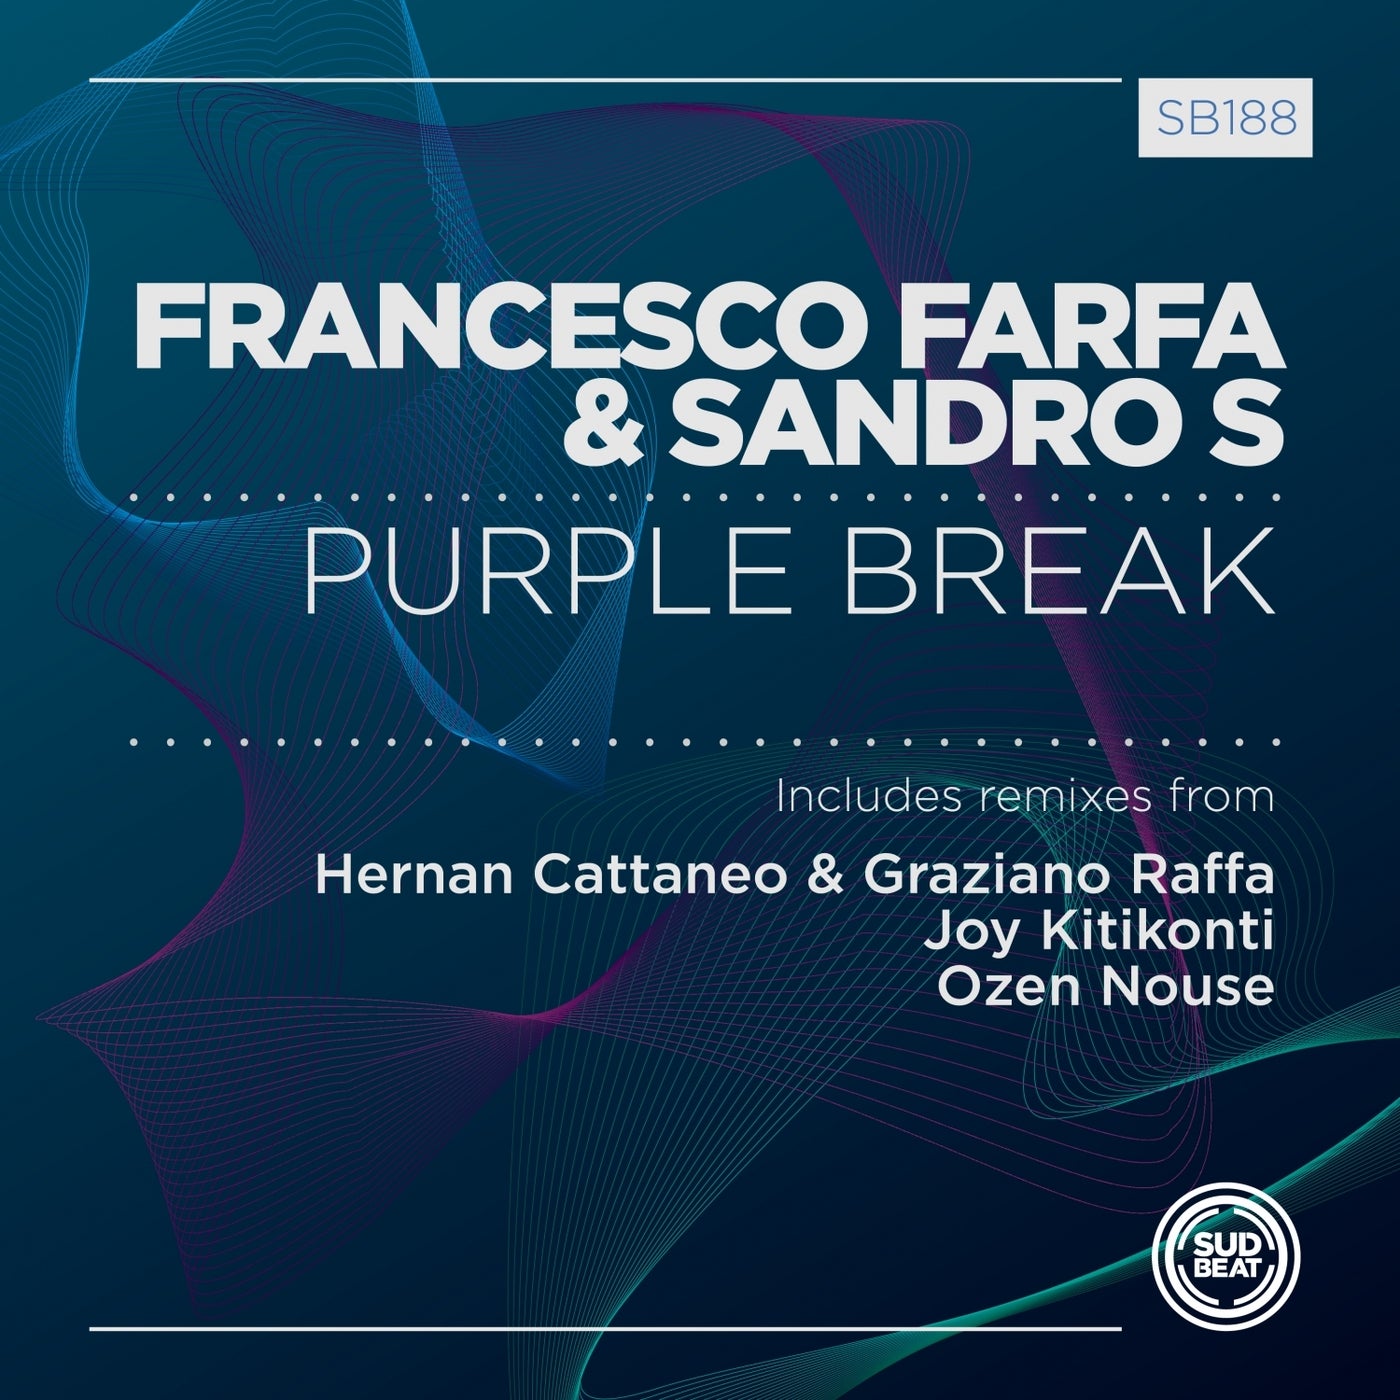 SB188
FRANCESCO FARFA
& SANDRO S
PURPLE BREAK
Includes remixes from
Hernan Cattaneo & Graziano Raffa
Joy Kitikonti
Ozen Nouse
SUD
BEAT